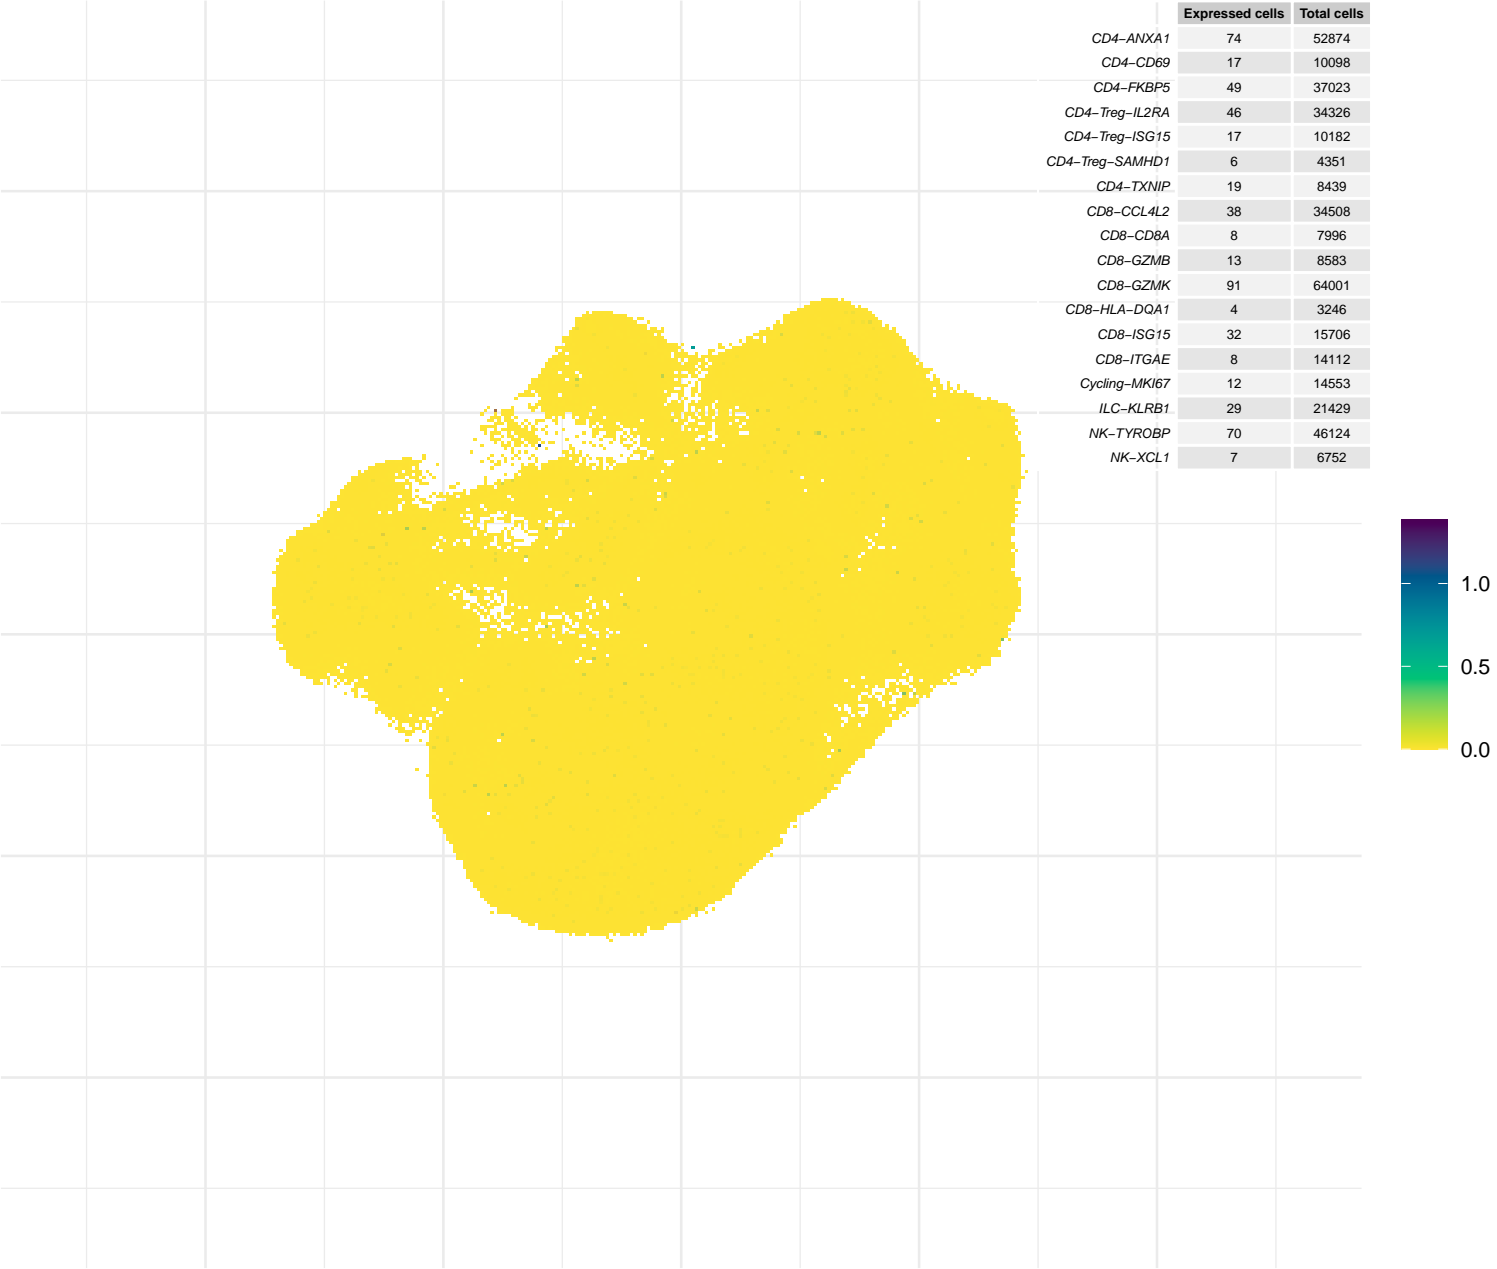 Expressed cells Total cells
CD4−ANXA1 74 52874
CD4−CD69 17 10098
CD4−FKBP5 49 37023
CD4−Treg−IL2RA 46 34326
CD4−Treg−ISG15 17 10182
CD4−Treg−SAMHD1 6 4351
CD4−TXNIP 19 8439
CD8−CCL4L2 38 34508
CD8−CD8A 8 7996
CD8−GZMB 13 8583
CD8−GZMK 91 64001
CD8−HLA−DQA1 4 3246
CD8−ISG15 32 15706
CD8−ITGAE 8 14112
Cycling−MKI67 12 14553
ILC−KLRB1 29 21429
NK−TYROBP 70 46124
NK−XCL1 7 6752
1.0
0.5
0.0